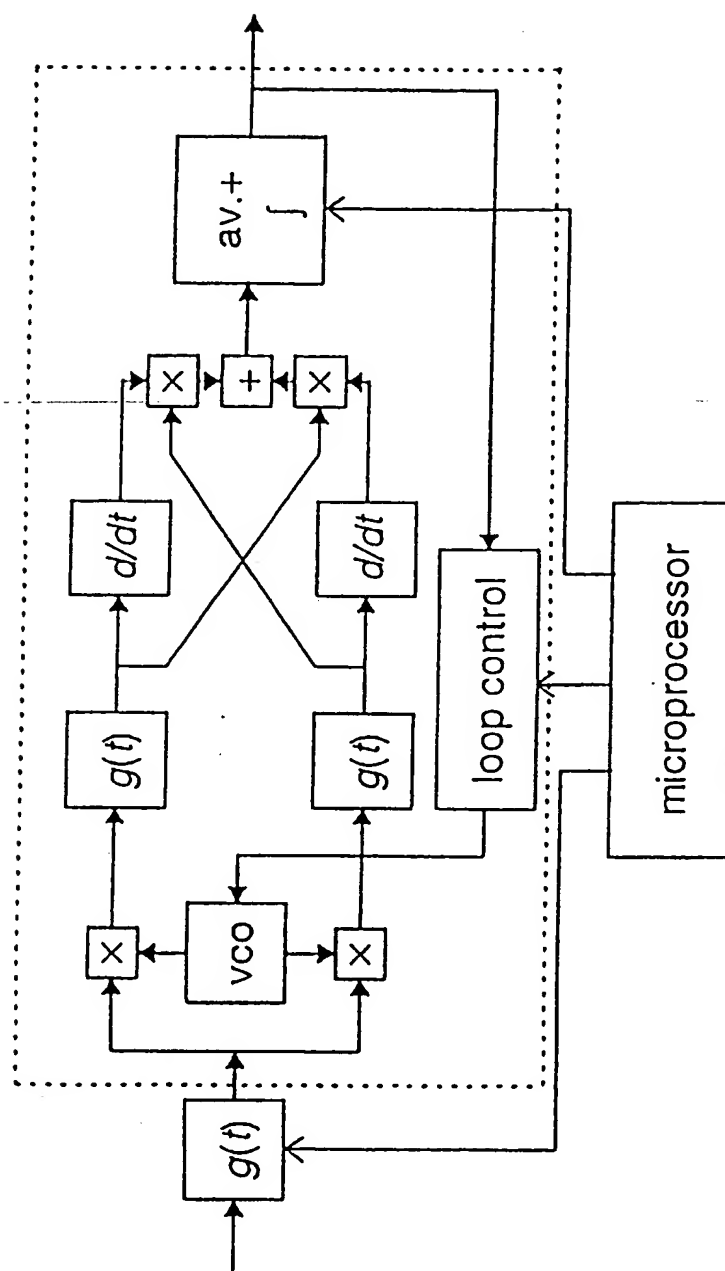 g(t)
×
vco
×
g(t)
g(t)
d/dt
d/dt
×
+
×
av.+
∫
loop control
microprocessor